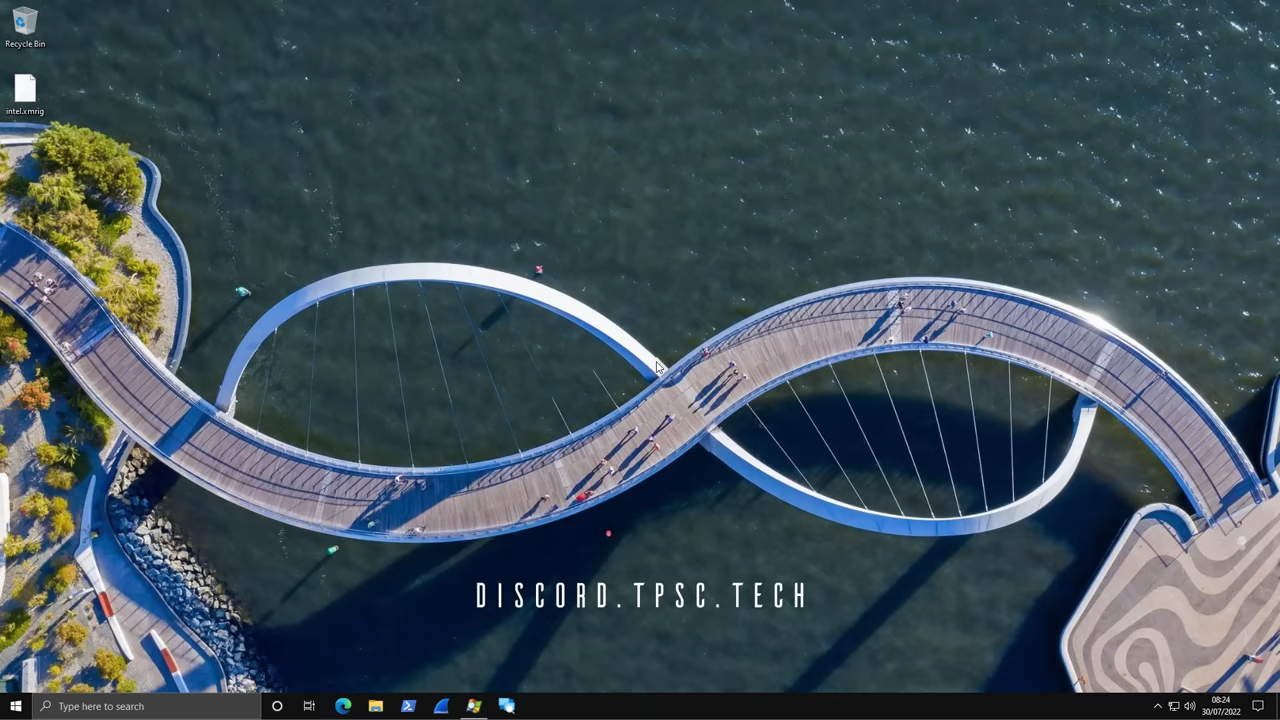 Recycle Bin
intel.xmrig
DISCORD.TPSC.TECH
Type here to search
08:24
30/07/2022